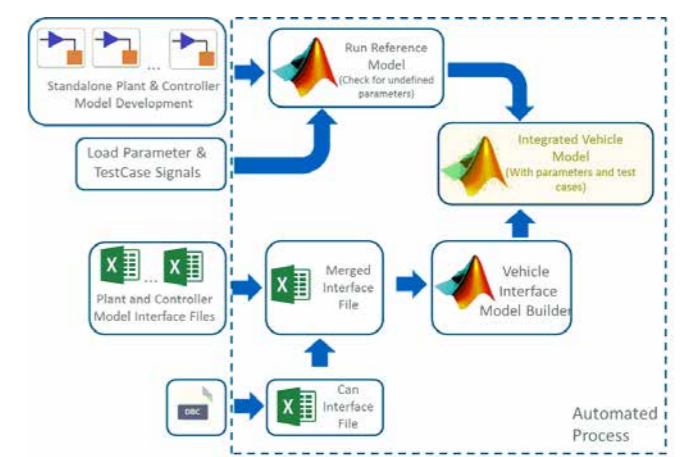 ...
Standalone Plant & Controller
Model Development
Run Reference
Model
(Check for undefined
parameters)
Load Parameter &
TestCase Signals
Integrated Vehicle
Model
(With parameters and test
cases)
X
...
X
Plant and Controller
Model Interface Files
X
Merged
Interface
File
Vehicle
Interface
Model Builder
DBC
X
Can
Interface
File
Automated
Process